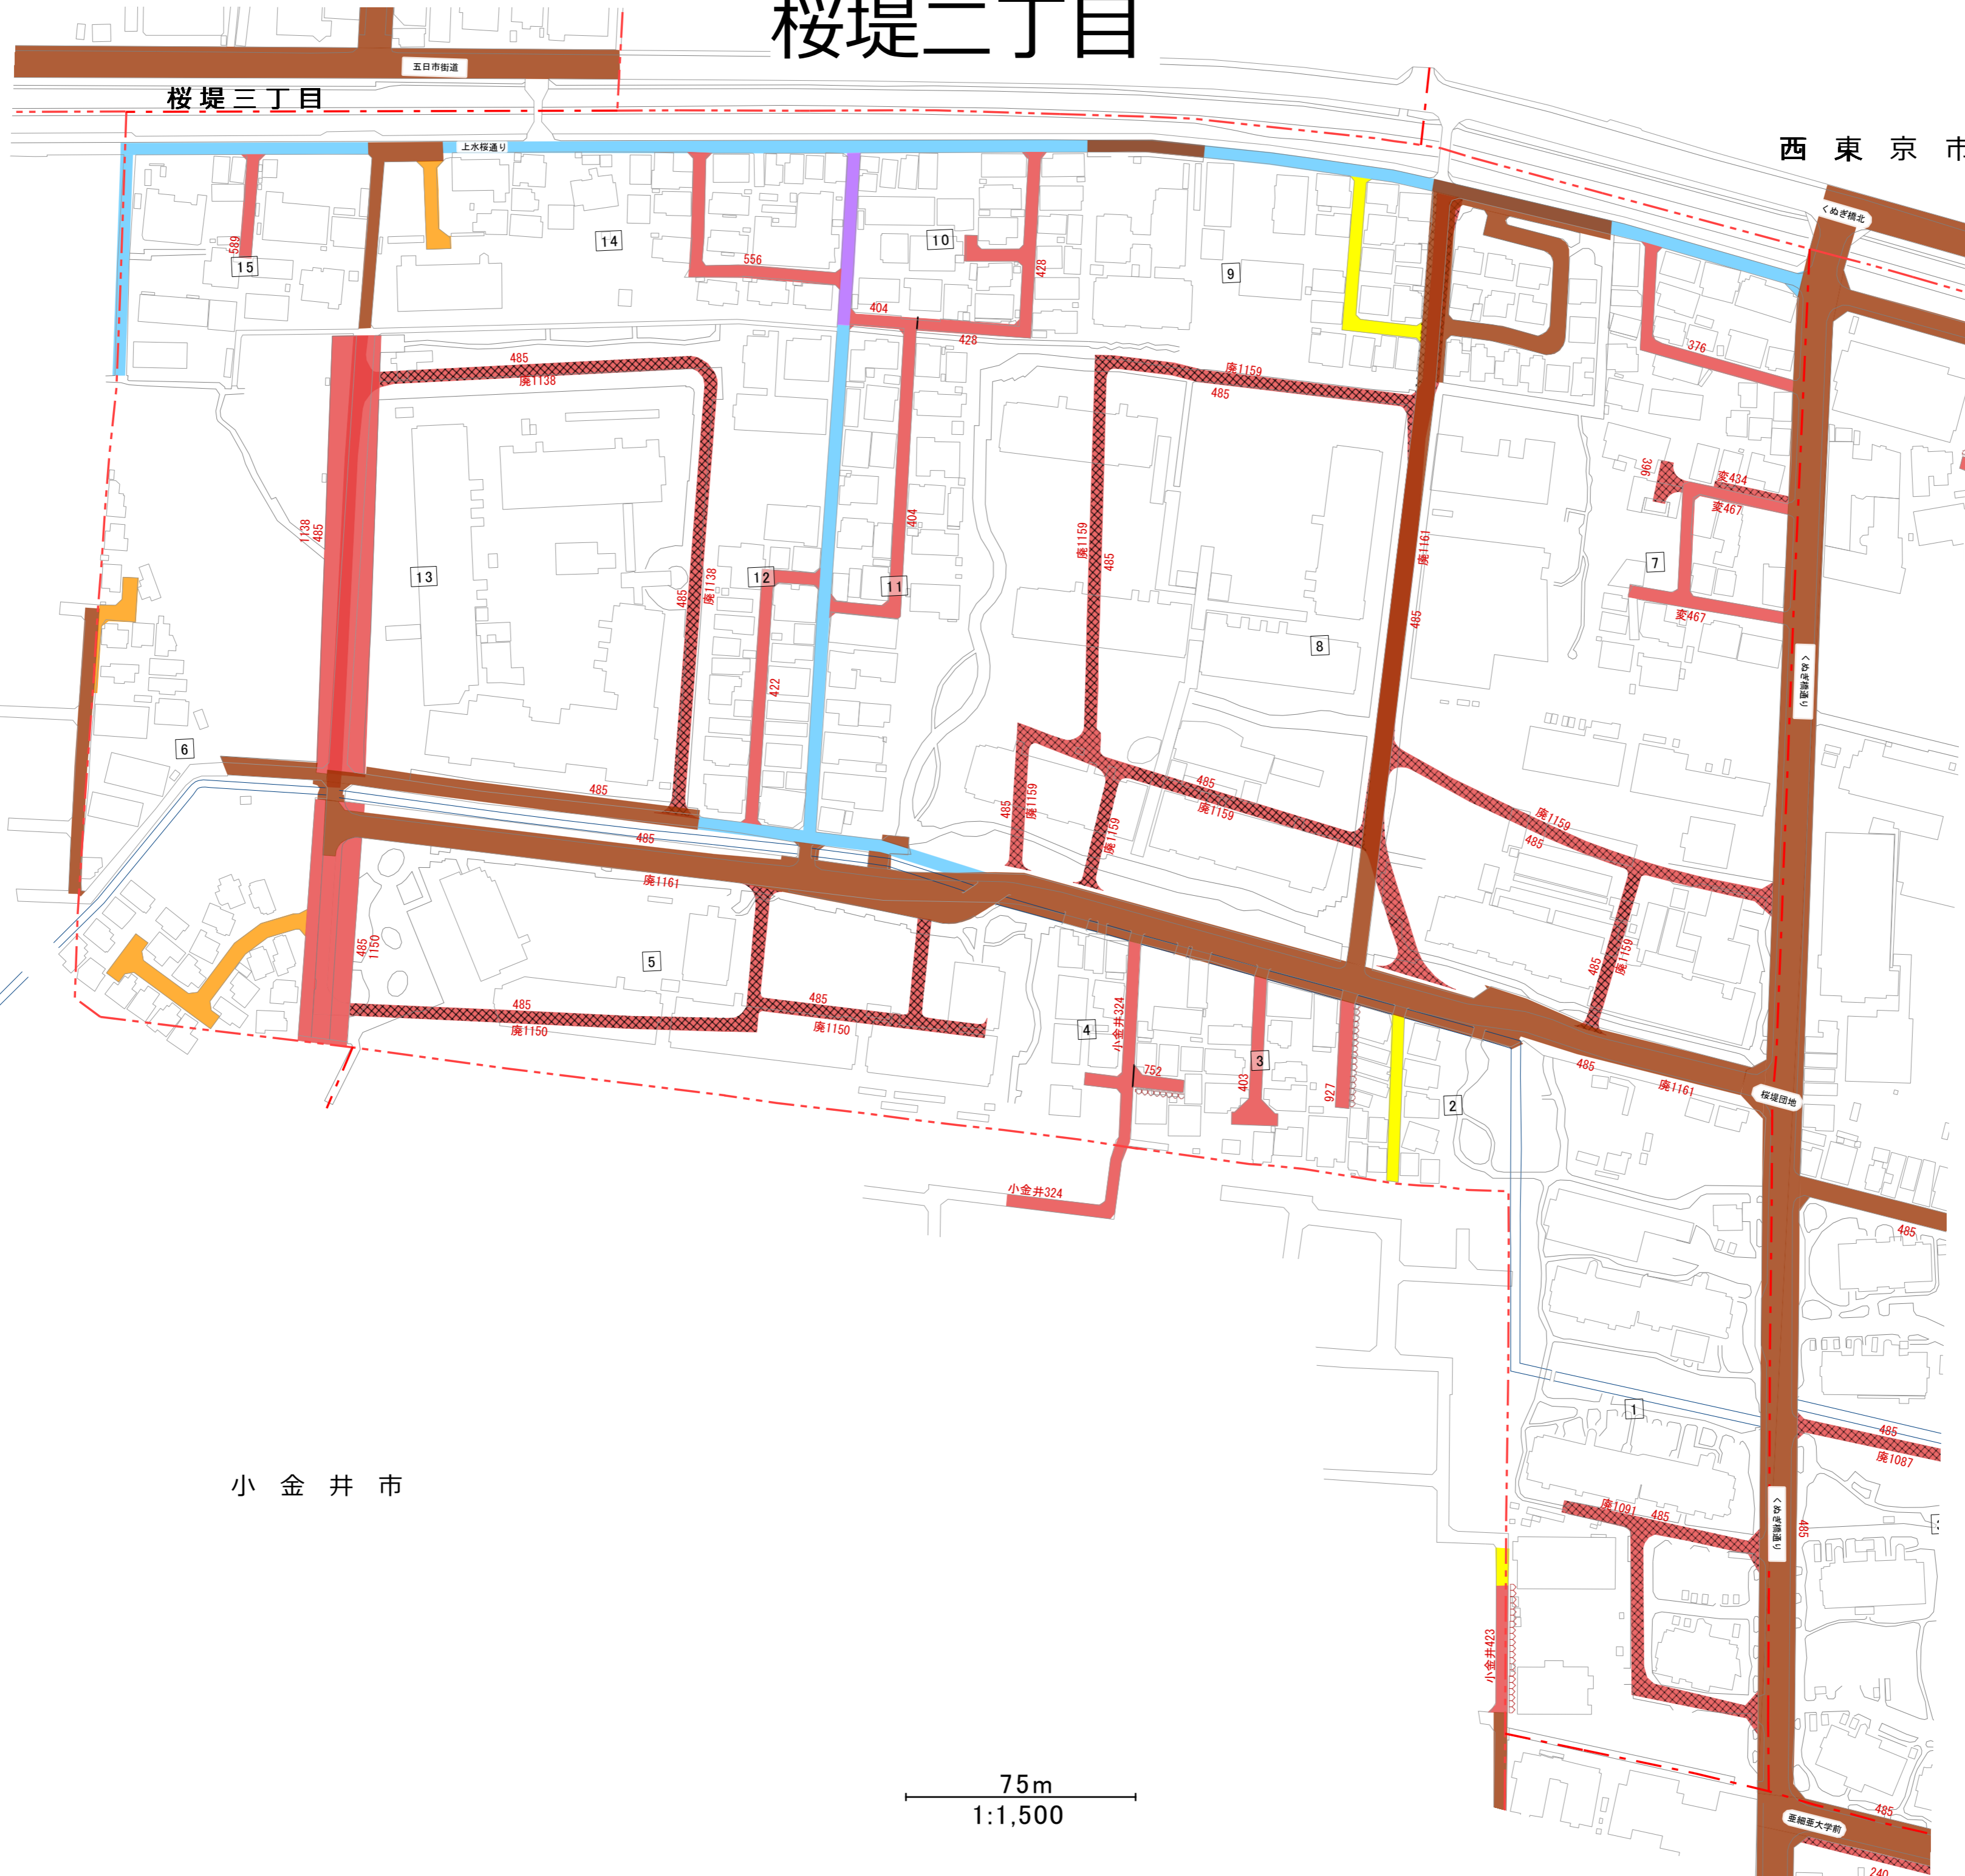 桜堤二丁目
五日市街道
桜堤三丁目
上水桜通り
西東京市
くぬぎ橋北
589
15
14
556
10
428
9
404
428
376
485
廃1138
廃1159
485
396
変434
変467
7
変467
1138
485
13
12
11
404
廃1159
485
廃1161
485
8
485
廃1138
422
くぬぎ橋通り
6
485
485
廃1161
485
廃1159
485
廃1159
廃1159
廃1159
485
485
1150
5
485
廃1150
485
廃1150
485
廃1159
4
小金井324
752
403
3
927
2
485
廃1161
桜堤団地
小金井324
485
1
485
廃1087
小金井市
廃1091
485
くぬぎ橋通り
485
小金井423
75m
1:1,500
亜細亜大学前
485
240